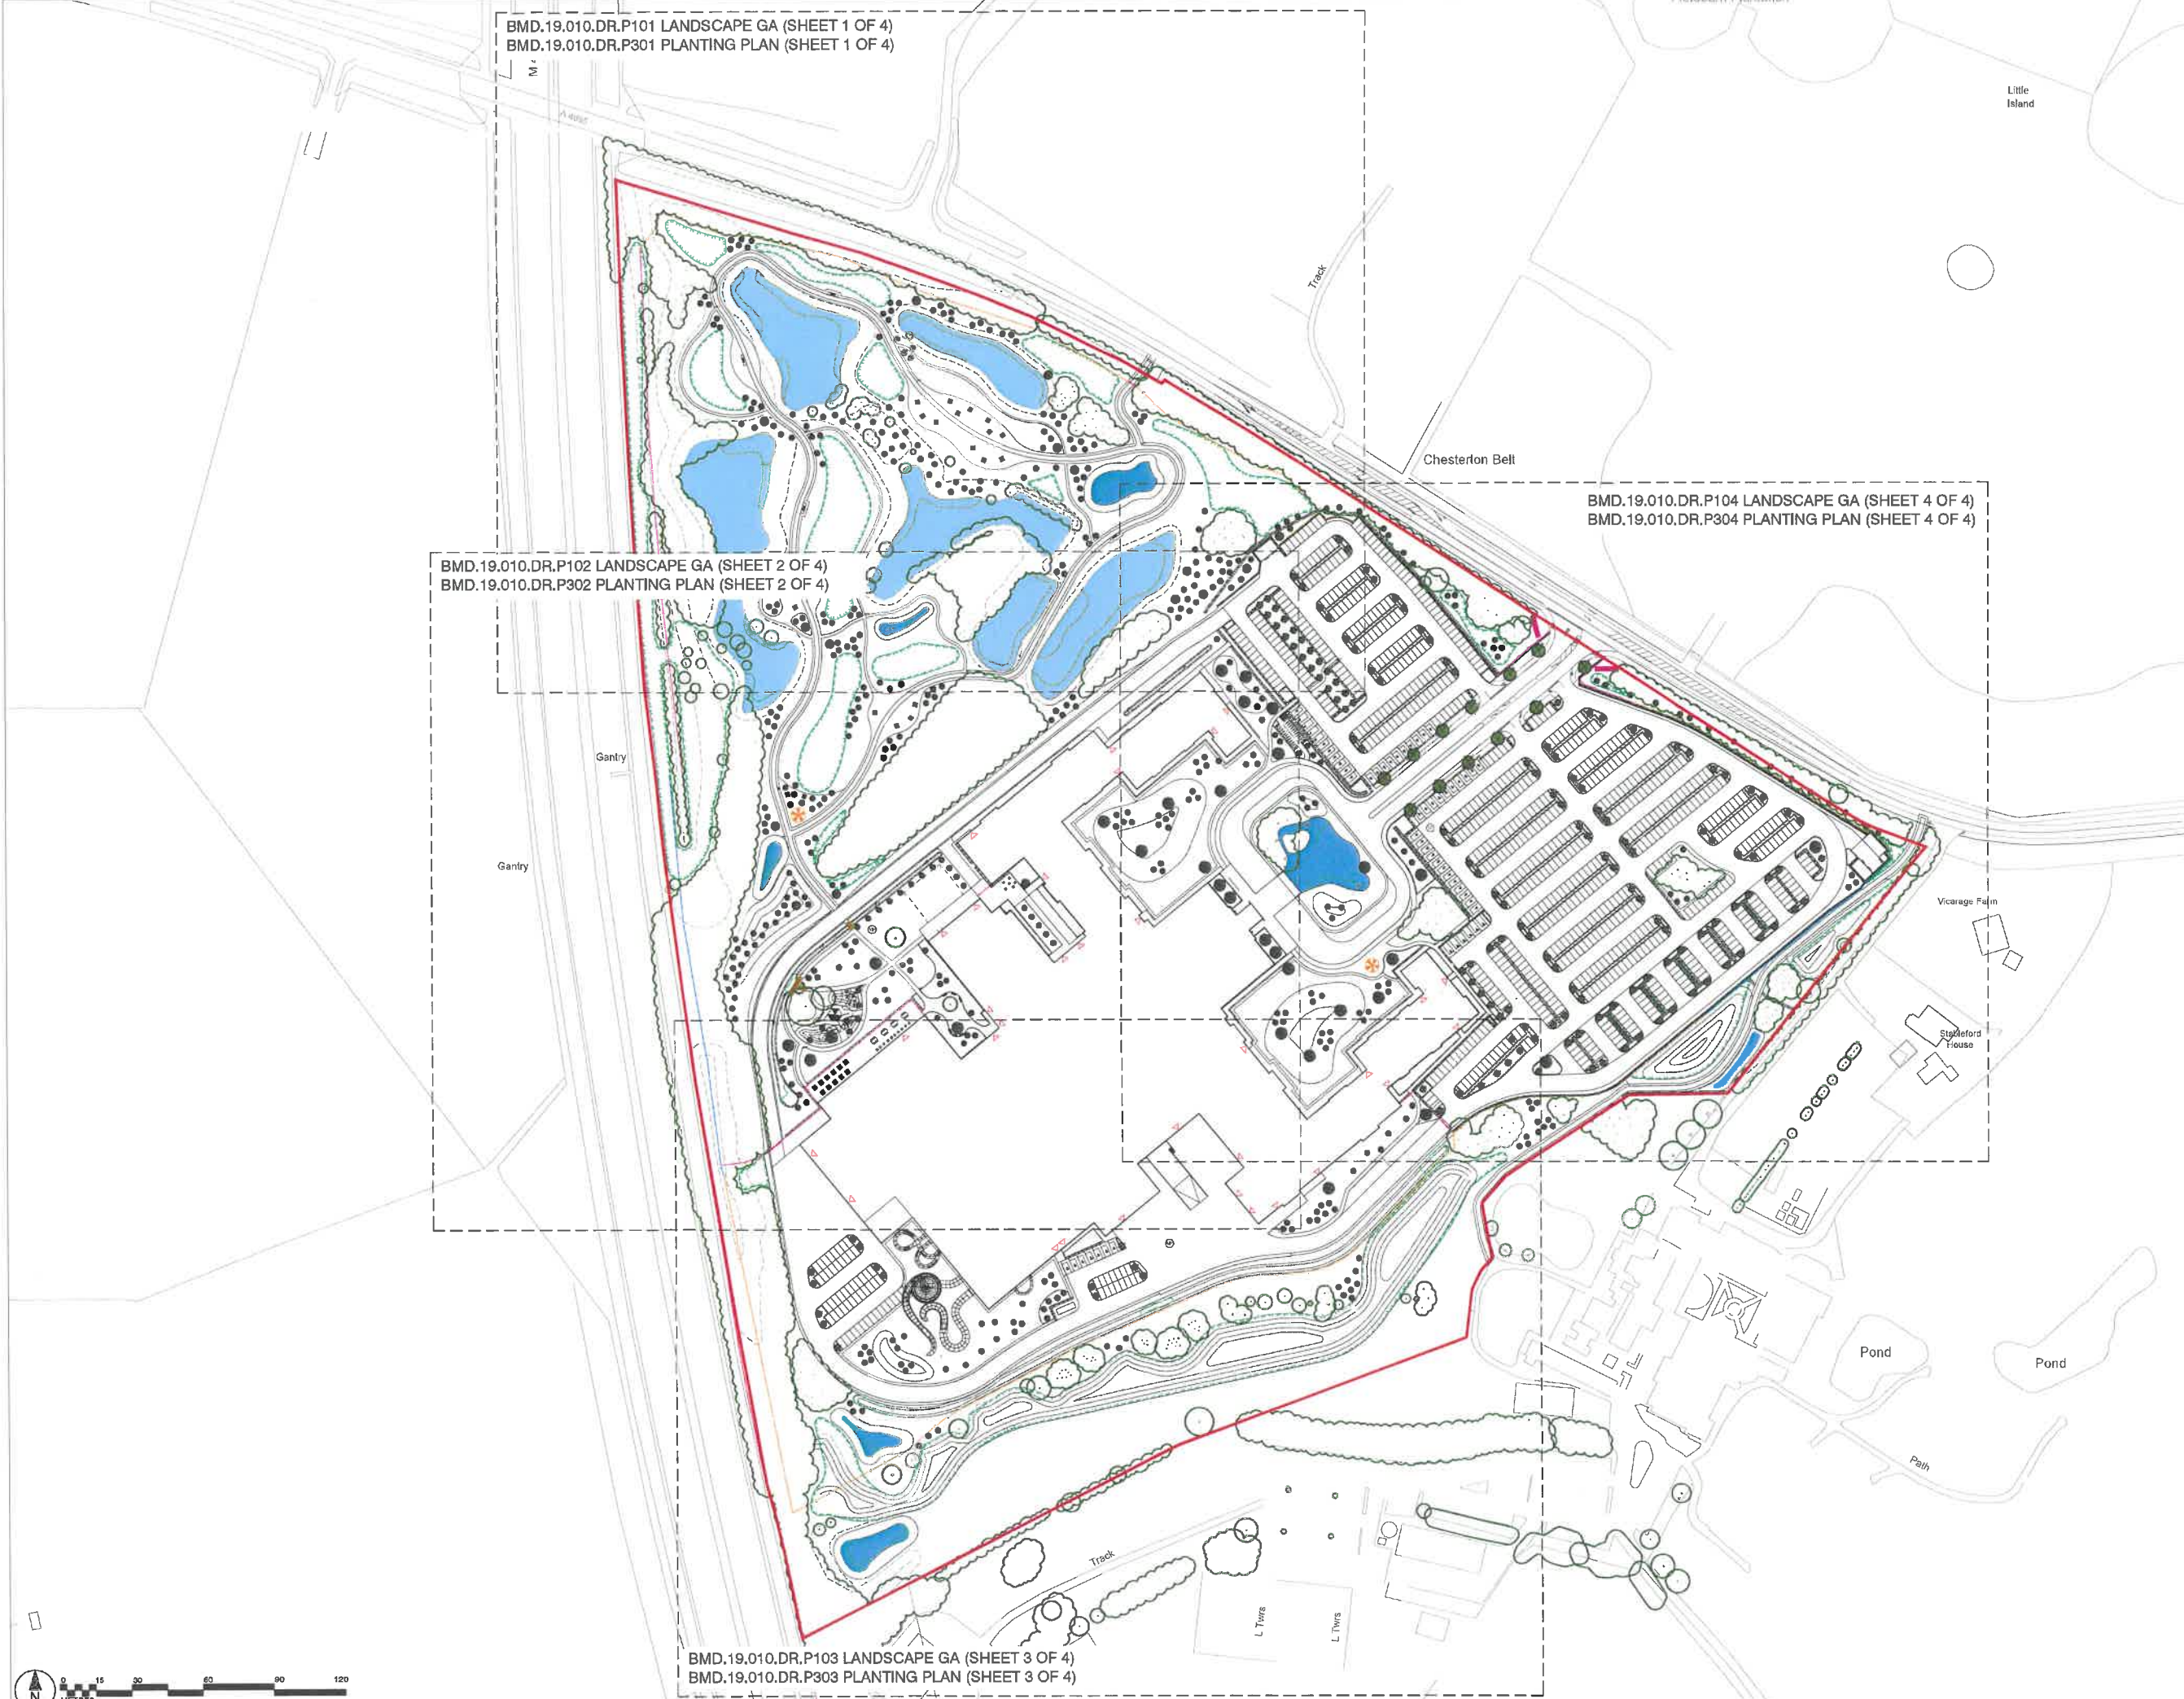 BMD.19.010.DR.P101 LANDSCAPE GA (SHEET 1 OF 4)
BMD.19.010.DR.P301 PLANTING PLAN (SHEET 1 OF 4)
Little
Island
Track
Chesterton Belt
BMD.19.010.DR.P104 LANDSCAPE GA (SHEET 4 OF 4)
BMD.19.010.DR.P304 PLANTING PLAN (SHEET 4 OF 4)
BMD.19.010.DR.P102 LANDSCAPE GA (SHEET 2 OF 4)
BMD.19.010.DR.P302 PLANTING PLAN (SHEET 2 OF 4)
Gantry
Gantry
Vicarage Farm
House
Pond
Pond
Path
Track
L Twrs
L Twrs
BMD.19.010.DR.P103 LANDSCAPE GA (SHEET 3 OF 4)
BMD.19.010.DR.P303 PLANTING PLAN (SHEET 3 OF 4)
0 15 30 60 90 120
N